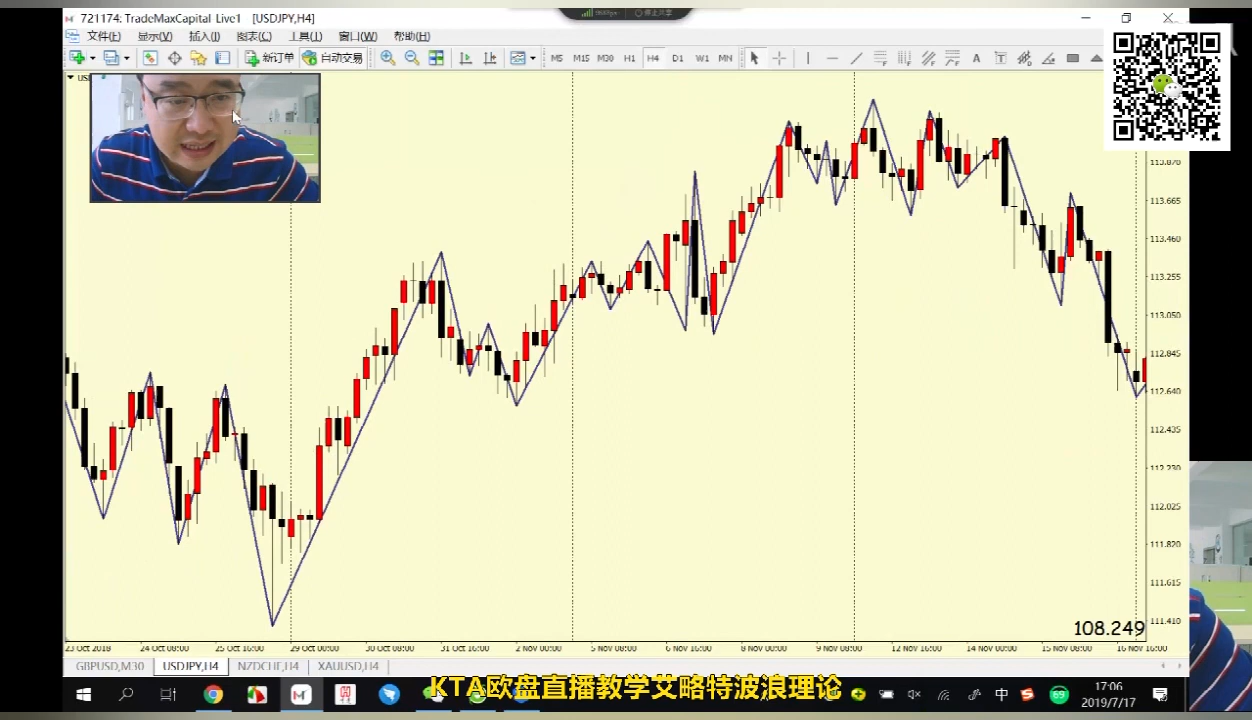 721174: TradeMaxCapital Live1 [USDJPY,H4]
文件(F) 显示(V) 插入(I) 图表(C) 工具(T) 窗口(W) 帮助(H)
新订单 自动交易 M5 M15 M30 H1 H4 D1 W1 MN
113.870
113.665
113.460
113.255
113.050
112.845
112.640
112.435
112.230
112.025
111.820
111.615
111.410
108.249
23 Oct 2018 24 Oct 08:00 25 Oct 16:00 29 Oct 00:00 30 Oct 08:00 31 Oct 16:00 2 Nov 00:00 5 Nov 08:00 6 Nov 16:00 8 Nov 00:00 9 Nov 08:00 12 Nov 16:00 14 Nov 00:00 15 Nov 08:00 16 Nov 16:00
GBPUSD,M30 USDJPY,H4 NZDCHF,H4 XAUUSD,H4
KTA欧盘直播教学艾略特波浪理论
中 69 17:06
2019/7/17